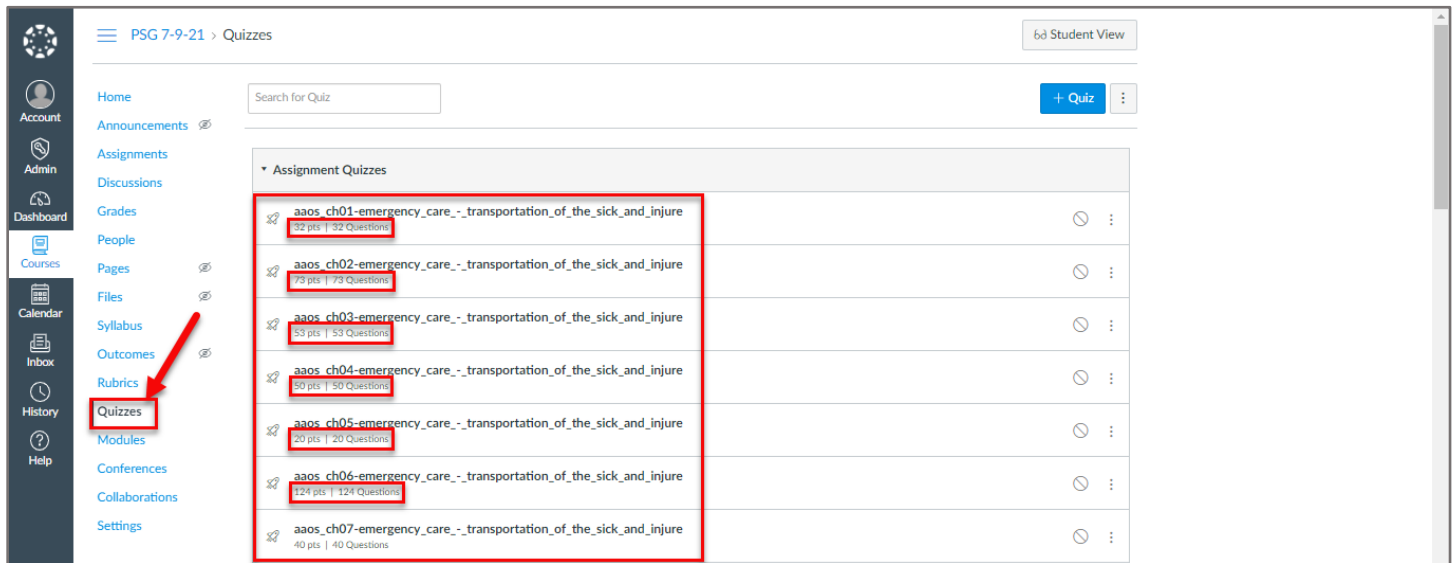 PSG 7-9-21 › Quizzes
Student View
Account
Admin
Dashboard
Courses
Calendar
Inbox
History
Help
Home
Announcements
Assignments
Discussions
Grades
People
Pages
Files
Syllabus
Outcomes
Rubrics
Quizzes
Modules
Conferences
Collaborations
Settings
Search for Quiz
+ Quiz
Assignment Quizzes
aaos_ch01-emergency_care_-_transportation_of_the_sick_and_injure
32 pts | 32 Questions
aaos_ch02-emergency_care_-_transportation_of_the_sick_and_injure
73 pts | 73 Questions
aaos_ch03-emergency_care_-_transportation_of_the_sick_and_injure
53 pts | 53 Questions
aaos_ch04-emergency_care_-_transportation_of_the_sick_and_injure
50 pts | 50 Questions
aaos_ch05-emergency_care_-_transportation_of_the_sick_and_injure
20 pts | 20 Questions
aaos_ch06-emergency_care_-_transportation_of_the_sick_and_injure
124 pts | 124 Questions
aaos_ch07-emergency_care_-_transportation_of_the_sick_and_injure
40 pts | 40 Questions